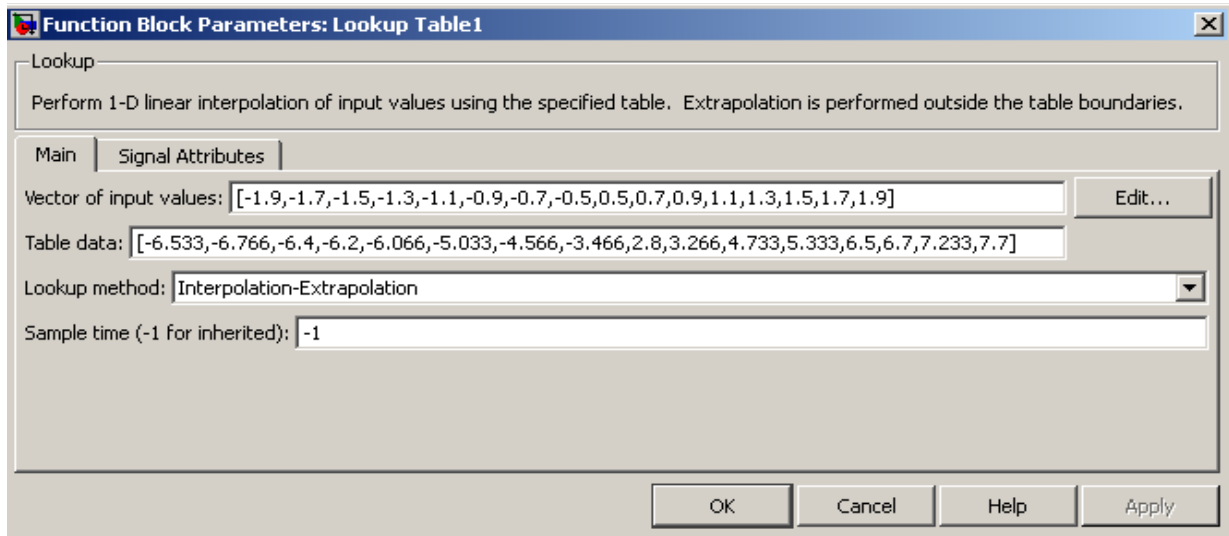 Function Block Parameters: Lookup Table1
Lookup
Perform 1-D linear interpolation of input values using the specified table. Extrapolation is performed outside the table boundaries.
Main Signal Attributes
Vector of input values: [-1.9,-1.7,-1.5,-1.3,-1.1,-0.9,-0.7,-0.5,0.5,0.7,0.9,1.1,1.3,1.5,1.7,1.9] Edit...
Table data: [-6.533,-6.766,-6.4,-6.2,-6.066,-5.033,-4.566,-3.466,2.8,3.266,4.733,5.333,6.5,6.7,7.233,7.7]
Lookup method: Interpolation-Extrapolation
Sample time (-1 for inherited): -1
OK Cancel Help Apply